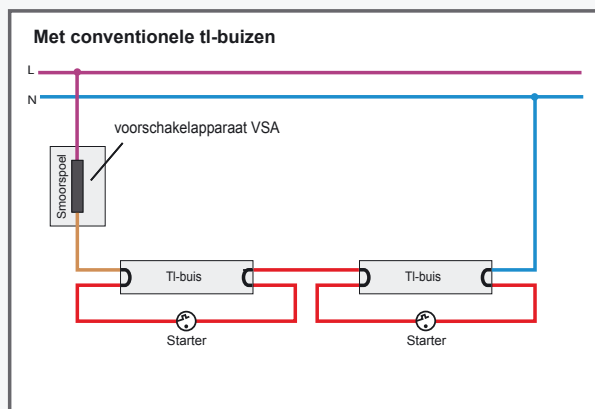 Met conventionele tl-buizen
L
N
voorschakelapparaat VSA
Smoorspoel
Tl-buis
Tl-buis
Starter
Starter